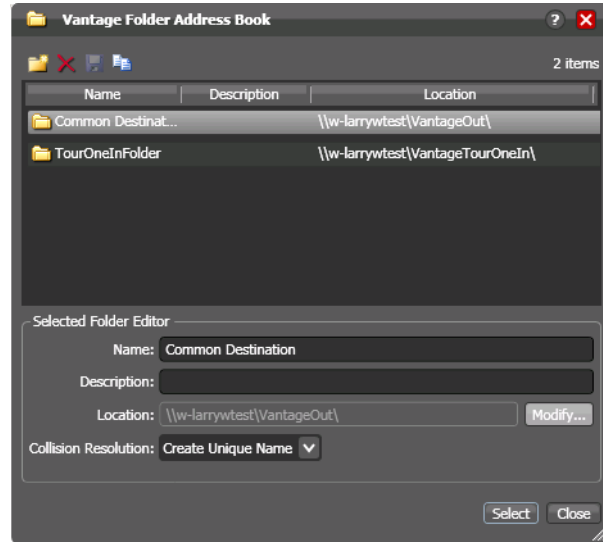 Vantage Folder Address Book ?
2 items
Name Description Location
Common Destinat... \\w-larrywtest\VantageOut\
TourOneInFolder \\w-larrywtest\VantageTourOneIn\
Selected Folder Editor
Name: Common Destination
Description:
Location: \\w-larrywtest\VantageOut\ Modify...
Collision Resolution: Create Unique Name
Select Close